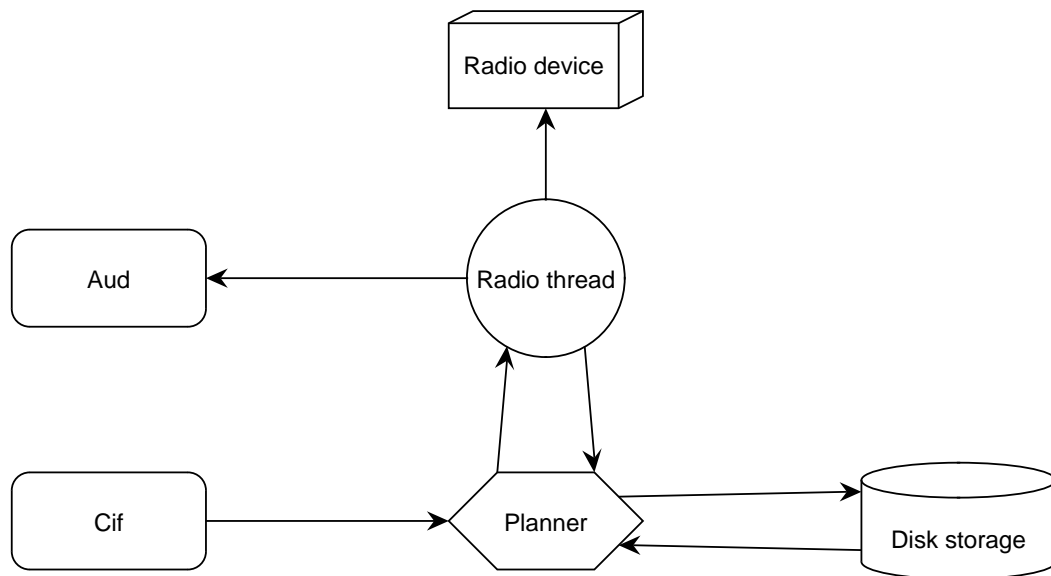 Radio device
Aud
Radio thread
Cif
Planner
Disk storage